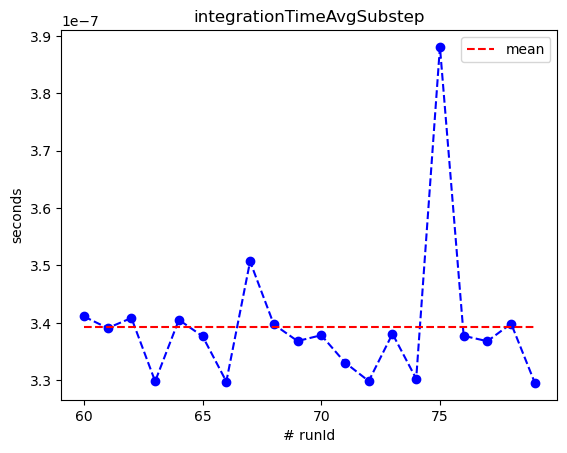 integrationTimeAvgSubstep
1e−7
3.9
3.8
3.7
3.6
3.5
3.4
3.3
seconds
mean
60
65
70
75
# runId